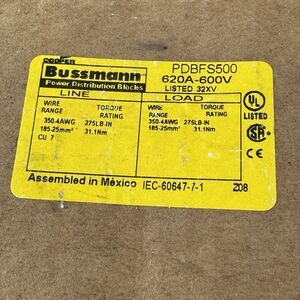 COOPER
Bussmann
Power Distribution Blocks
PDBFS500
620A-600V
LISTED 32XV
LINE
WIRE RANGE TORQUE RATING
350-4AWG 275LB-IN
185-25mm² 31.1Nm
CU 7
LOAD
WIRE RANGE TORQUE RATING
350-4AWG 275LB-IN
185-25mm² 31.1Nm
UL
LISTED
Assembled in México IEC-60647-7-1 Z08